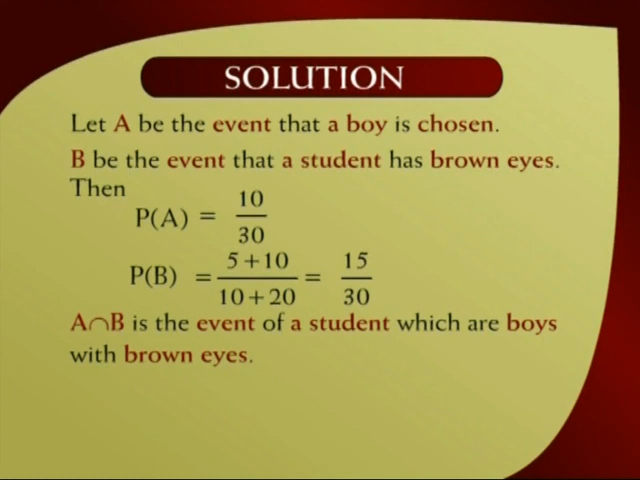 SOLUTION
Let A be the event that a boy is chosen.
B be the event that a student has brown eyes.
Then
P(A) = 10/30
P(B) = 5+10/10+20 = 15/30
A∩B is the event of a student which are boys
with brown eyes.